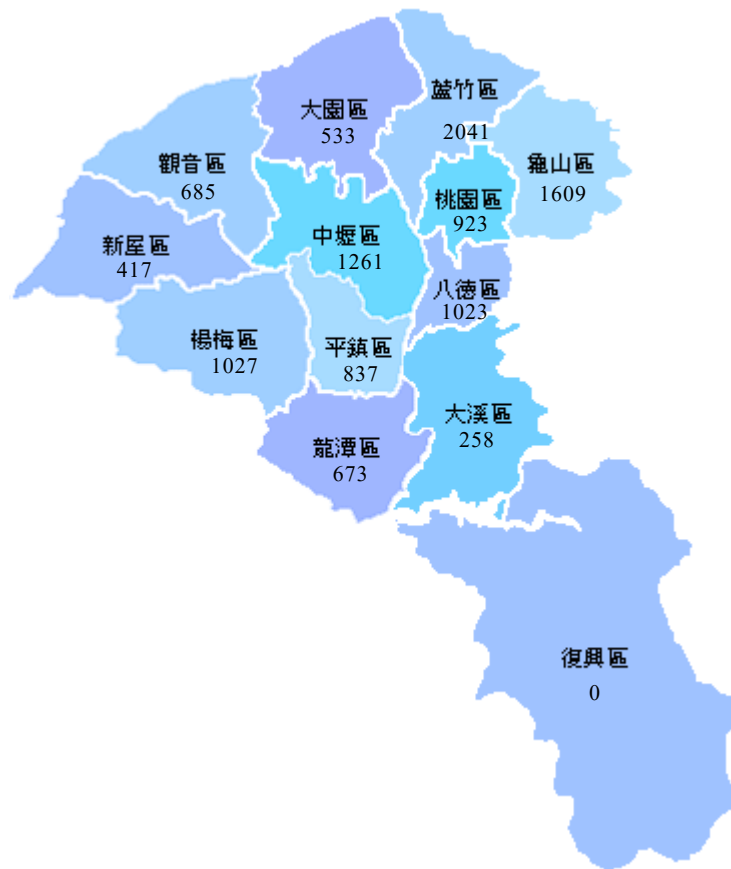 蘆竹區
2041
大園區
533
龜山區
1609
觀音區
685
桃園區
923
中壢區
1261
新屋區
417
八德區
1023
楊梅區
1027
平鎮區
837
大溪區
258
龍潭區
673
復興區
0